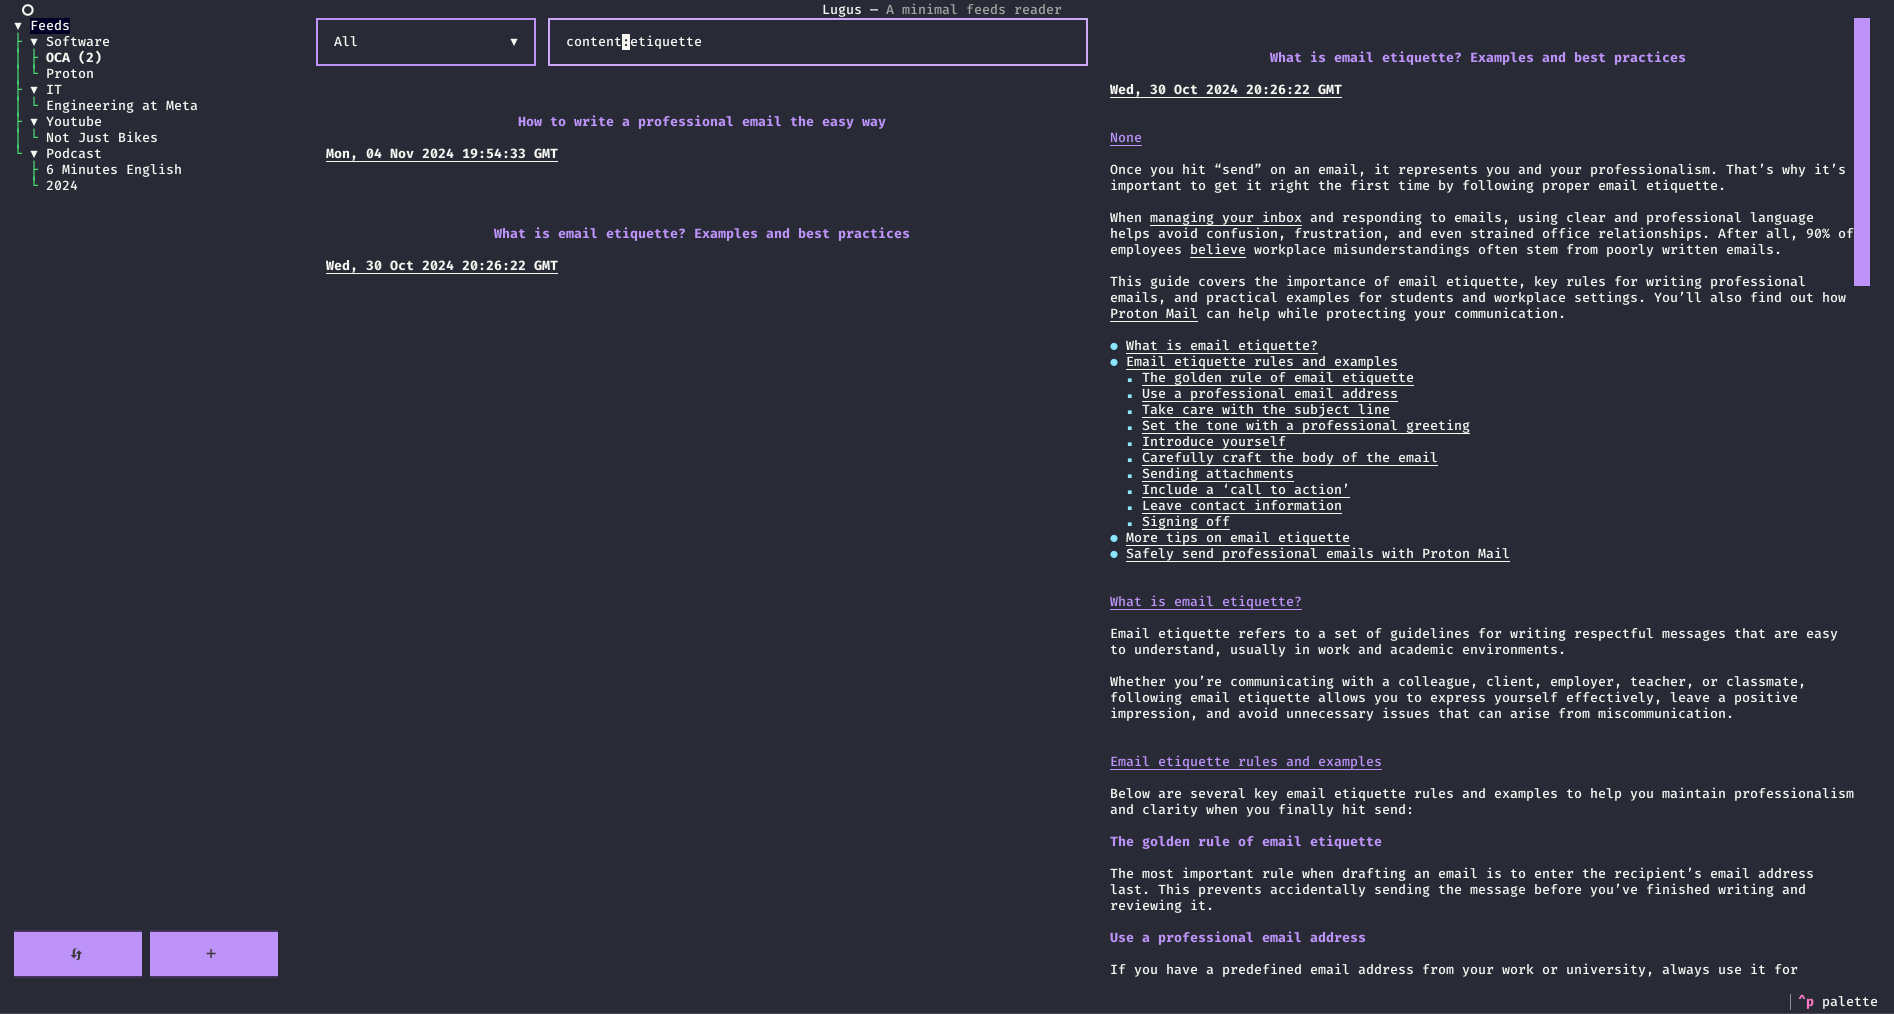 Lugus — A minimal feeds reader
▼ Feeds
▼ Software
OCA (2)
Proton
▼ IT
Engineering at Meta
▼ Youtube
Not Just Bikes
▼ Podcast
6 Minutes English
2024
All ▼
content:etiquette
How to write a professional email the easy way
Mon, 04 Nov 2024 19:54:33 GMT
What is email etiquette? Examples and best practices
Wed, 30 Oct 2024 20:26:22 GMT
What is email etiquette? Examples and best practices
Wed, 30 Oct 2024 20:26:22 GMT
None
Once you hit “send” on an email, it represents you and your professionalism. That’s why it’s
important to get it right the first time by following proper email etiquette.
When managing your inbox and responding to emails, using clear and professional language
helps avoid confusion, frustration, and even strained office relationships. After all, 90% of
employees believe workplace misunderstandings often stem from poorly written emails.
This guide covers the importance of email etiquette, key rules for writing professional
emails, and practical examples for students and workplace settings. You’ll also find out how
Proton Mail can help while protecting your communication.
● What is email etiquette?
● Email etiquette rules and examples
▪ The golden rule of email etiquette
▪ Use a professional email address
▪ Take care with the subject line
▪ Set the tone with a professional greeting
▪ Introduce yourself
▪ Carefully craft the body of the email
▪ Sending attachments
▪ Include a ‘call to action’
▪ Leave contact information
▪ Signing off
● More tips on email etiquette
● Safely send professional emails with Proton Mail
What is email etiquette?
Email etiquette refers to a set of guidelines for writing respectful messages that are easy
to understand, usually in work and academic environments.
Whether you’re communicating with a colleague, client, employer, teacher, or classmate,
following email etiquette allows you to express yourself effectively, leave a positive
impression, and avoid unnecessary issues that can arise from miscommunication.
Email etiquette rules and examples
Below are several key email etiquette rules and examples to help you maintain professionalism
and clarity when you finally hit send:
The golden rule of email etiquette
The most important rule when drafting an email is to enter the recipient’s email address
last. This prevents accidentally sending the message before you’ve finished writing and
reviewing it.
Use a professional email address
If you have a predefined email address from your work or university, always use it for
+
^p palette